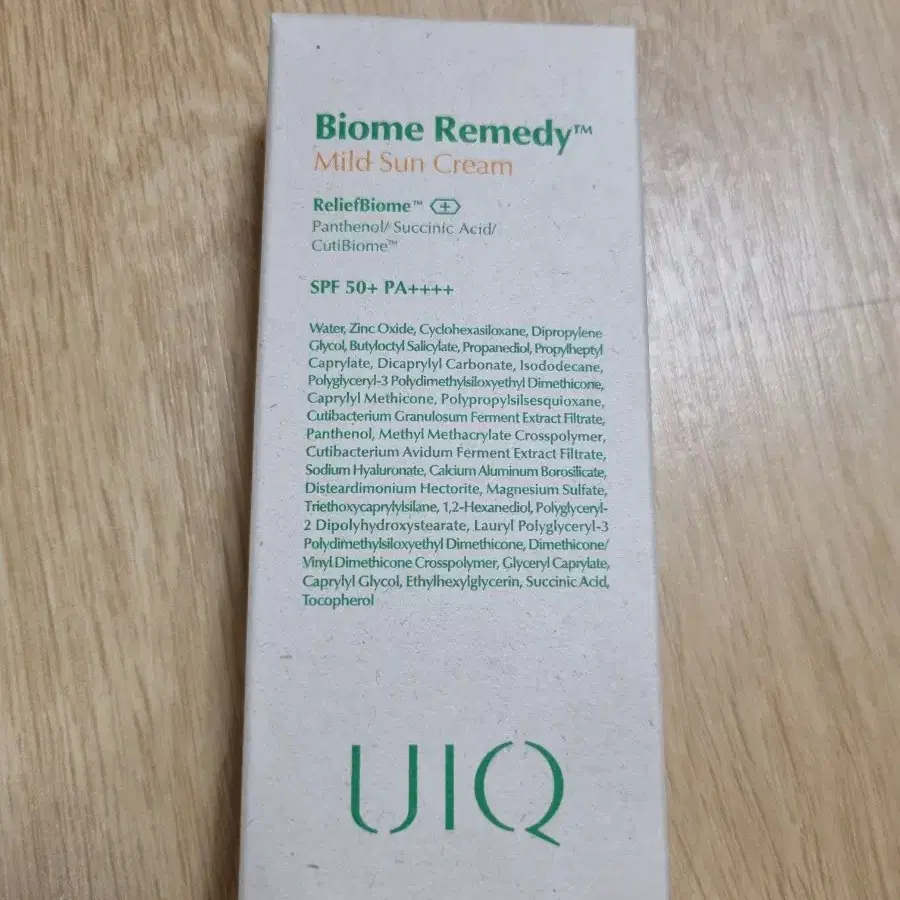 Biome Remedy™
Mild Sun Cream
ReliefBiome™ +
Panthenol/ Succinic Acid/
CutiBiome™
SPF 50+ PA++++
Water, Zinc Oxide, Cyclohexasiloxane, Dipropylene
Glycol, Butyloctyl Salicylate, Propanediol, Propylheptyl
Caprylate, Dicaprylyl Carbonate, Isododecane,
Polyglyceryl-3 Polydimethylsiloxyethyl Dimethicone,
Caprylyl Methicone, Polypropylsilsesquioxane,
Cutibacterium Granulosum Ferment Extract Filtrate,
Panthenol, Methyl Methacrylate Crosspolymer,
Cutibacterium Avidum Ferment Extract Filtrate,
Sodium Hyaluronate, Calcium Aluminum Borosilicate,
Disteardimonium Hectorite, Magnesium Sulfate,
Triethoxycaprylylsilane, 1,2-Hexanediol, Polyglyceryl-
2 Dipolyhydroxystearate, Lauryl Polyglyceryl-3
Polydimethylsiloxyethyl Dimethicone, Dimethicone/
Vinyl Dimethicone Crosspolymer, Glyceryl Caprylate,
Caprylyl Glycol, Ethylhexylglycerin, Succinic Acid,
Tocopherol
UIQ